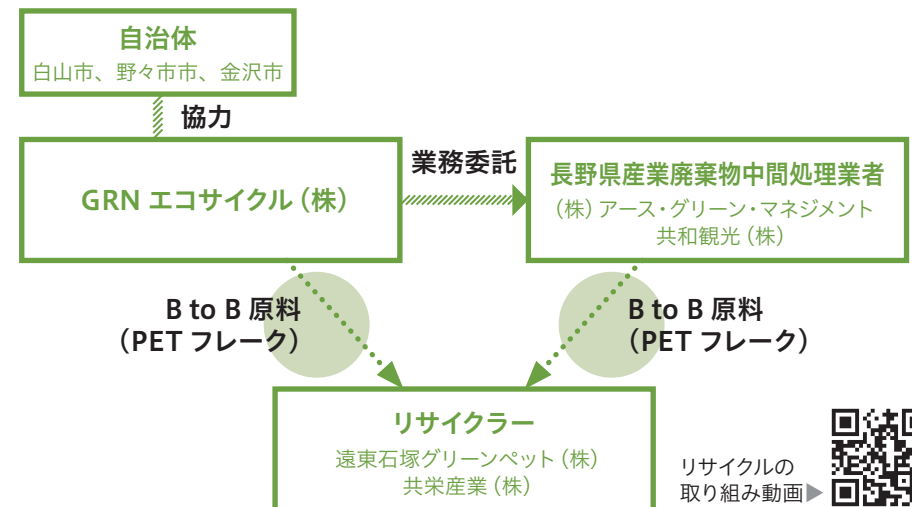 自治体
白山市、野々市市、金沢市
協力
GRN エコサイクル（株）
業務委託
長野県産業廃棄物中間処理業者
（株）アース・グリーン・マネジメント
共和観光（株）
B to B 原料
（PET フレーク）
B to B 原料
（PET フレーク）
リサイクラー
遠東石塚グリーンペット（株）
共栄産業（株）
リサイクルの
取り組み動画▶